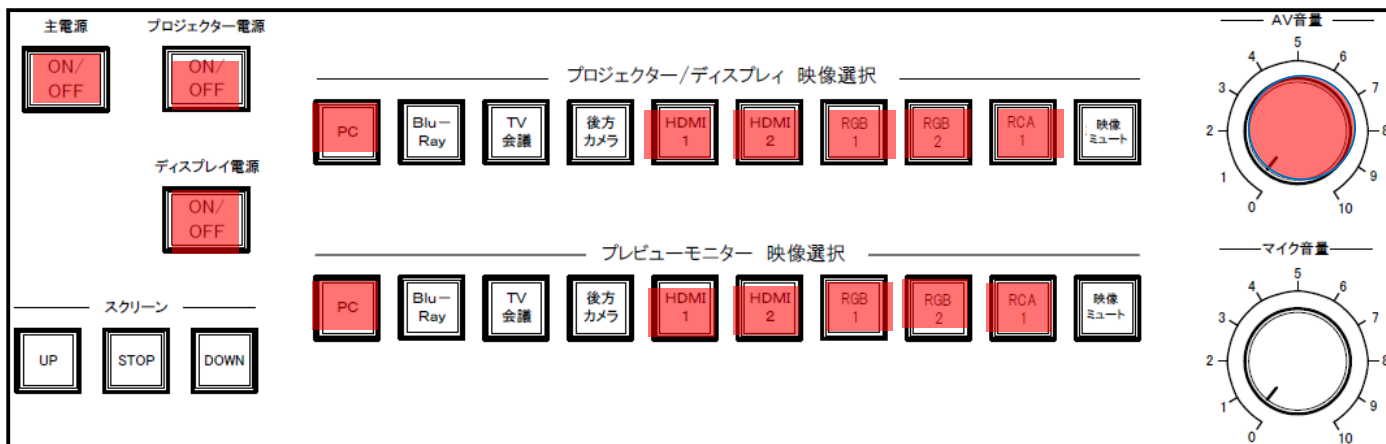 主電源
ON/
OFF
プロジェクター電源
ON/
OFF
ディスプレイ電源
ON/
OFF
スクリーン
UP
STOP
DOWN
プロジェクター/ディスプレィ 映像選択
PC
Blu－
Ray
TV
会議
後方
カメラ
HDMI
1
HDMI
2
RGB
1
RGB
2
RCA
1
映像
ミュート
プレビューモニター 映像選択
PC
Blu－
Ray
TV
会議
後方
カメラ
HDMI
1
HDMI
2
RGB
1
RGB
2
RCA
1
映像
ミュート
AV音量
0
1
2
3
4
5
6
7
8
9
10
マイク音量
0
1
2
3
4
5
6
7
8
9
10